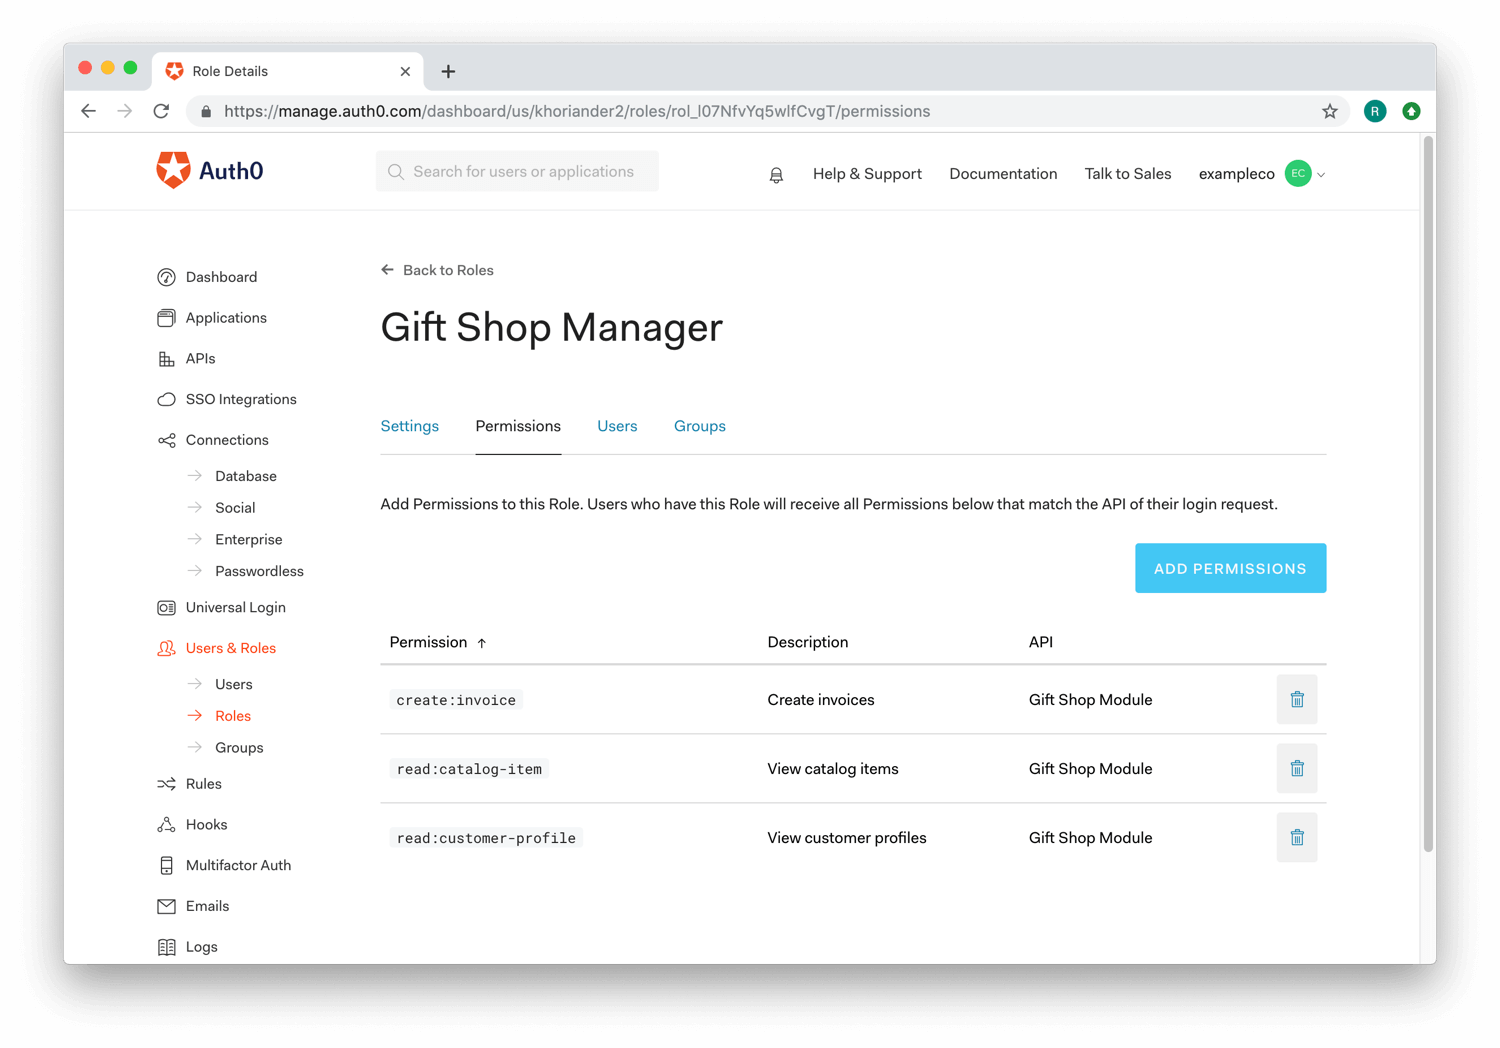 Role Details
https://manage.auth0.com/dashboard/us/khoriander2/roles/rol_l07NfvYq5wlfCvgT/permissions
R
Auth0
Search for users or applications
Help & Support
Documentation
Talk to Sales
exampleco
EC
Dashboard
Applications
APIs
SSO Integrations
Connections
Database
Social
Enterprise
Passwordless
Universal Login
Users & Roles
Users
Roles
Groups
Rules
Hooks
Multifactor Auth
Emails
Logs
Back to Roles
Gift Shop Manager
Settings Permissions Users Groups
Add Permissions to this Role. Users who have this Role will receive all Permissions below that match the API of their login request.
ADD PERMISSIONS
Permission Description API
create:invoice Create invoices Gift Shop Module
read:catalog-item View catalog items Gift Shop Module
read:customer-profile View customer profiles Gift Shop Module